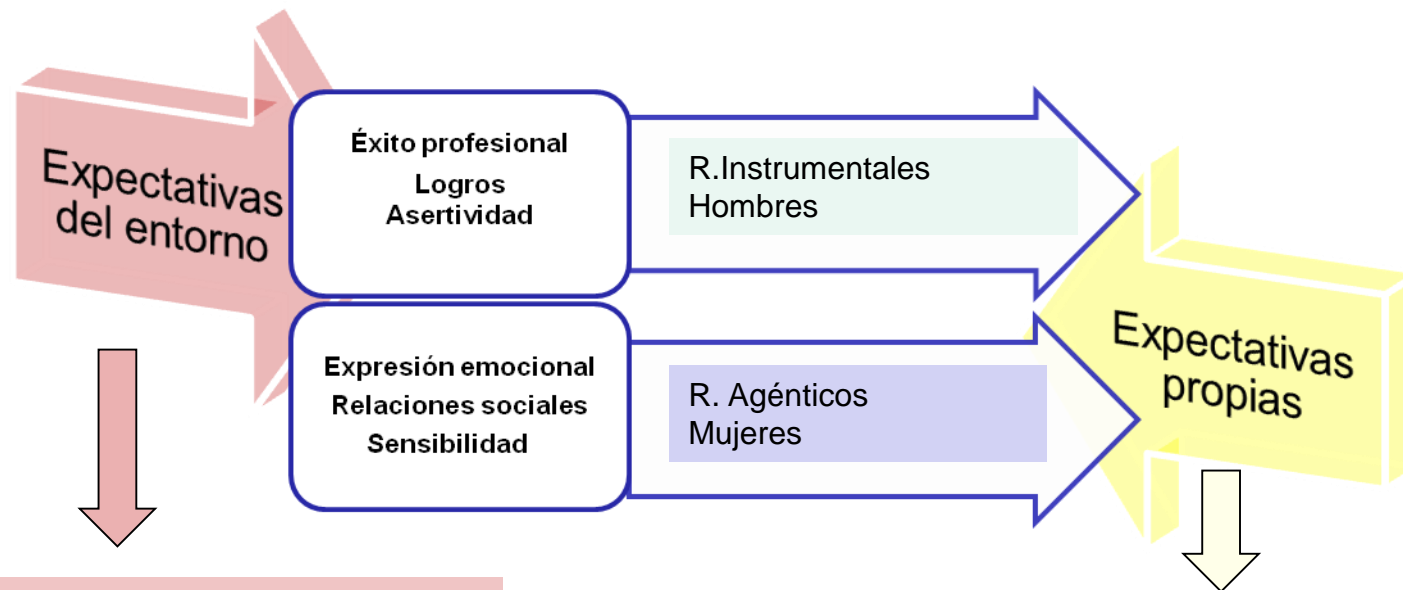 Expectativas
del entorno
Éxito profesional
Logros
Asertividad
R.Instrumentales
Hombres
Expresión emocional
Relaciones sociales
Sensibilidad
R. Agénticos
Mujeres
Expectativas
propias